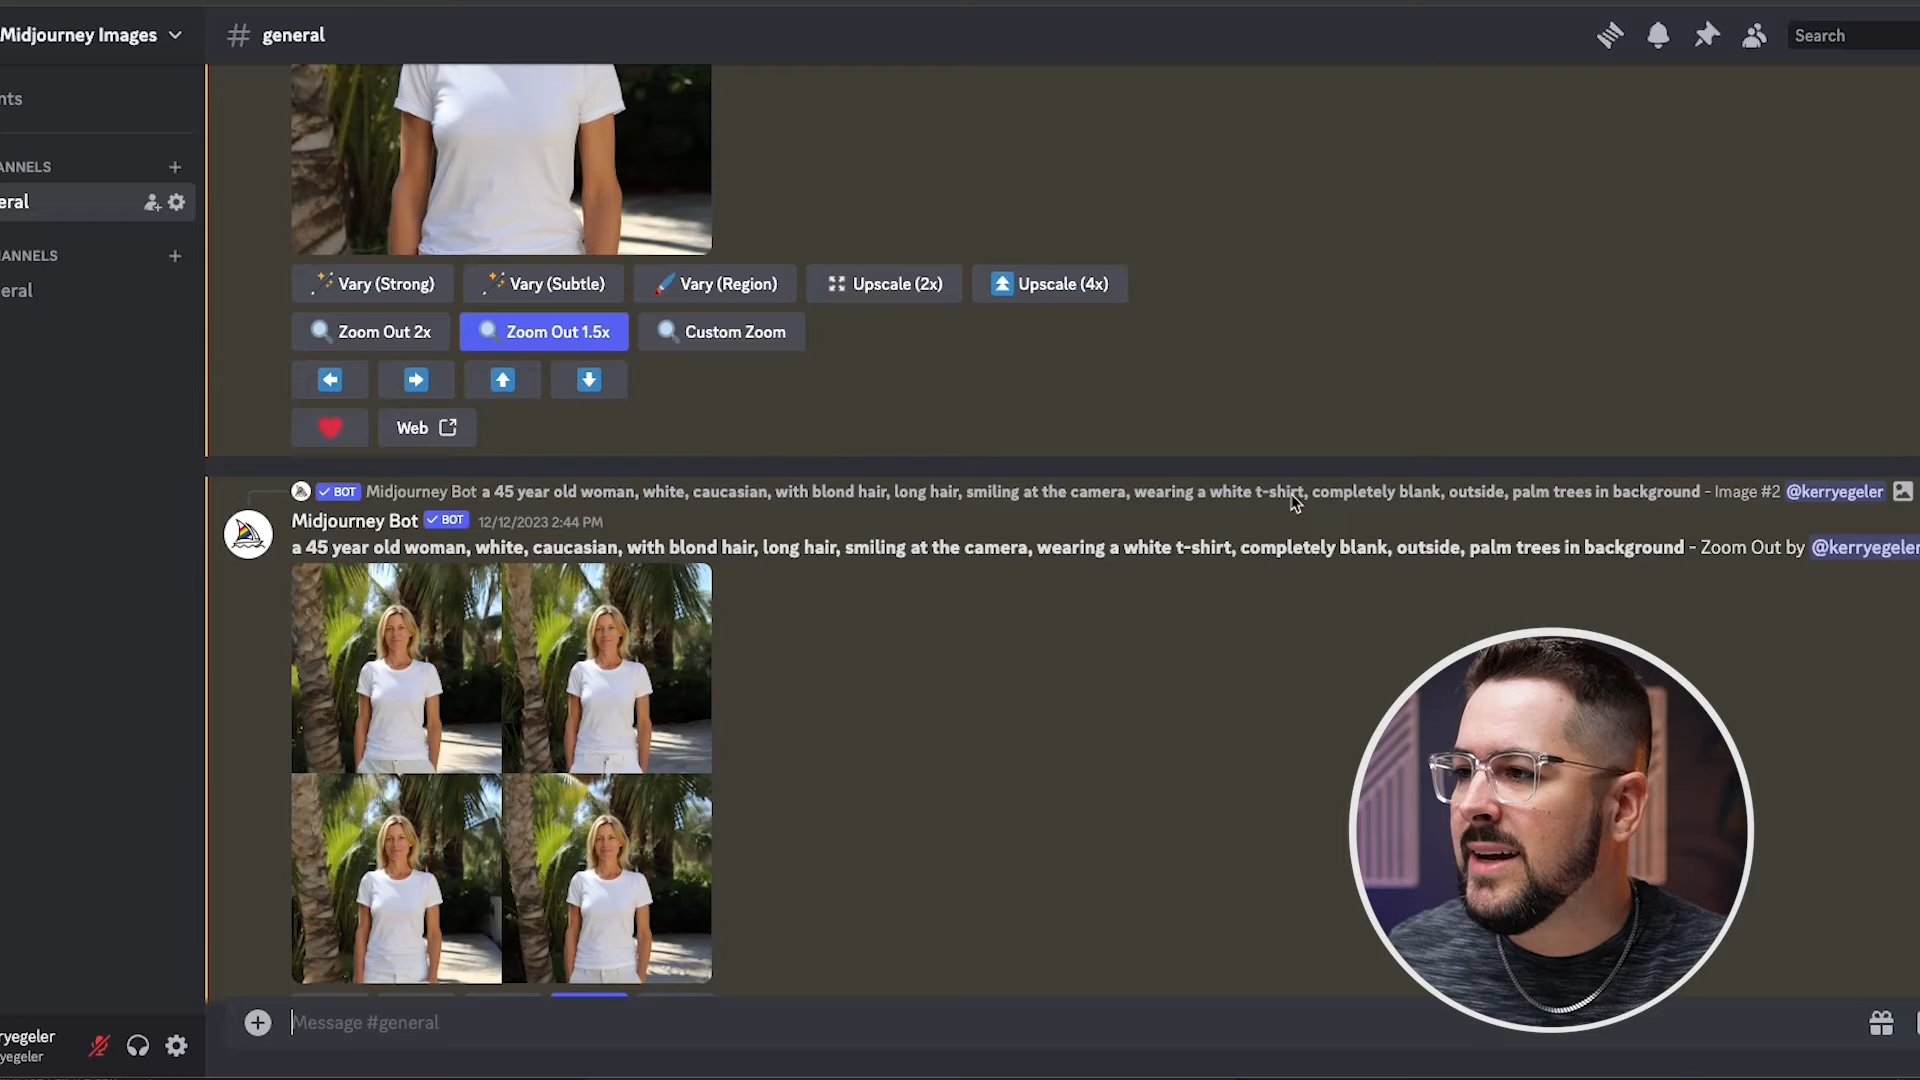 Midjourney Images
general
Search
nts
ANNELS
eral
ANNELS
eral
Vary (Strong)
Vary (Subtle)
Vary (Region)
Upscale (2x)
Upscale (4x)
Zoom Out 2x
Zoom Out 1.5x
Custom Zoom
Web
BOT Midjourney Bot a 45 year old woman, white, caucasian, with blond hair, long hair, smiling at the camera, wearing a white t-shirt, completely blank, outside, palm trees in background - Image #2 @kerryegeler
Midjourney Bot BOT 12/12/2023 2:44 PM
a 45 year old woman, white, caucasian, with blond hair, long hair, smiling at the camera, wearing a white t-shirt, completely blank, outside, palm trees in background - Zoom Out by @kerryegeler
Message #general
ryegeler
yegeler